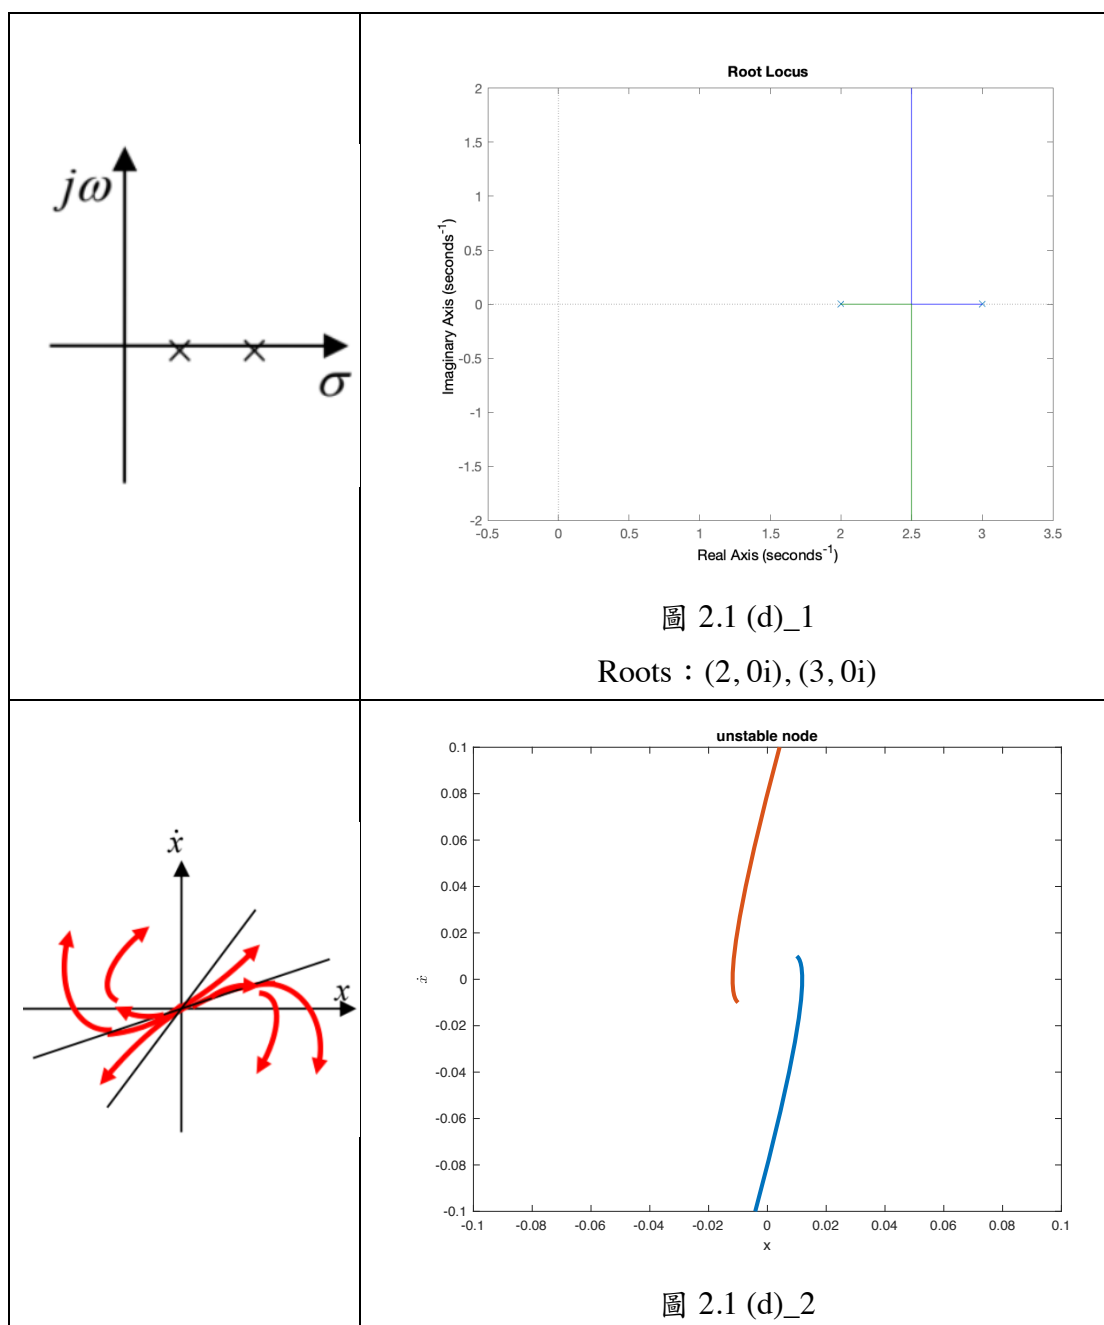 jω
σ
Root Locus
2
1.5
1
0.5
0
-0.5
-1
-1.5
-2
Imaginary Axis (seconds⁻¹)
-0.5 0 0.5 1 1.5 2 2.5 3 3.5
Real Axis (seconds⁻¹)
圖 2.1 (d)_1
Roots：(2, 0i), (3, 0i)
ẋ
x
unstable node
0.1
0.08
0.06
0.04
0.02
0
-0.02
-0.04
-0.06
-0.08
-0.1
ẋ
-0.1 -0.08 -0.06 -0.04 -0.02 0 0.02 0.04 0.06 0.08 0.1
x
圖 2.1 (d)_2